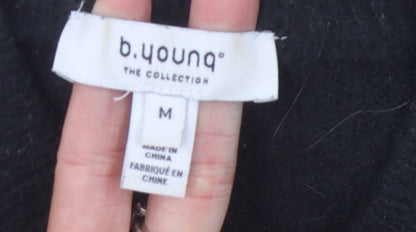 b.young®
THE COLLECTION
M
MADE IN
CHINA
FABRIQUÉ EN
CHINE